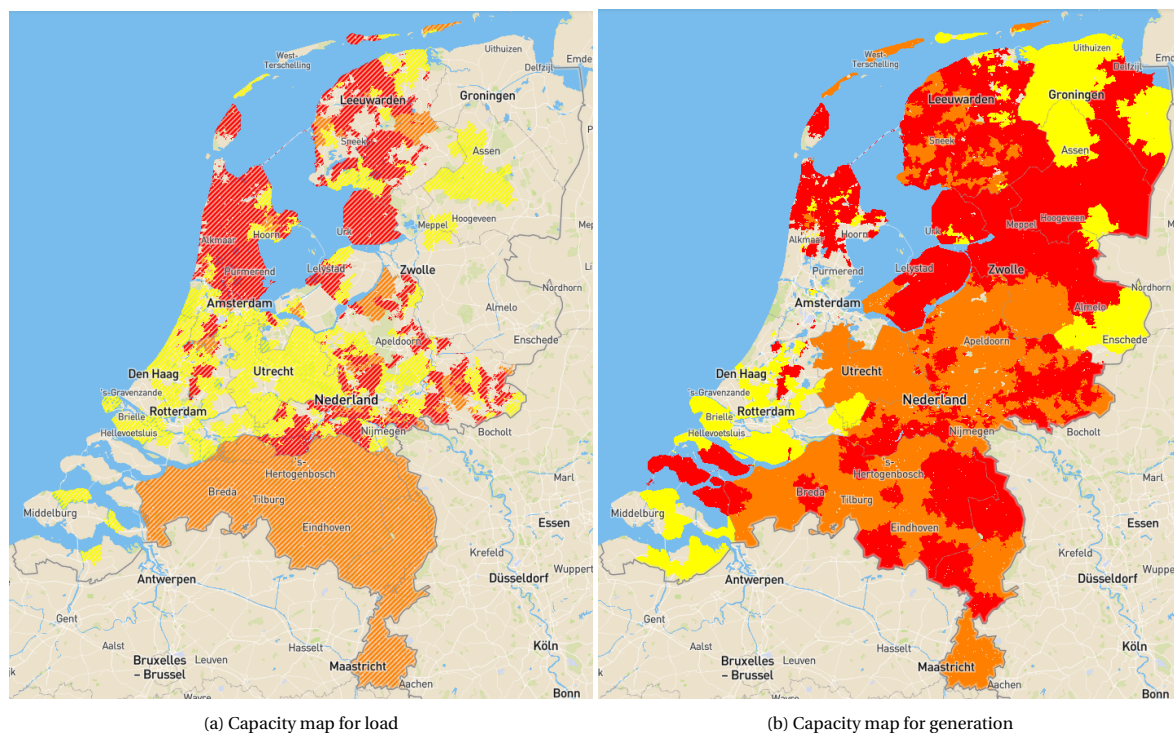 Uithuizen
West-
Terschelling
Delfzijl
Emde
Leeuwarden
Groningen
Sneek
Assen
Hoogeveen
Meppel
Alkmaar
Hoorn
Urk
Purmerend
Lelystad
Zwolle
Nordhorn
Amsterdam
Almelo
Apeldoorn
Enschede
Den Haag
Utrecht
's-Gravenzande
Rotterdam
Nederland
Brielle
Hellevoetsluis
Nijmegen
Bocholt
's-
Hertogenbosch
Marl
Breda
Tilburg
Middelburg
Eindhoven
Essen
Krefeld
Wuppert
Antwerpen
Düsseldorf
Gent
Aalst
Hasselt
Köln
Bruxelles
– Brussel
Leuven
Maastricht
Aachen
Bonn
Wavre
(a) Capacity map for load
Uithuizen
West-
Terschelling
Delfzijl
Emde
Leeuwarden
Groningen
Sneek
Assen
Hoogeveen
Meppel
Alkmaar
Hoorn
Urk
Purmerend
Lelystad
Zwolle
Nordhorn
Amsterdam
Almelo
Apeldoorn
Enschede
Den Haag
Utrecht
's-Gravenzande
Rotterdam
Nederland
Brielle
Hellevoetsluis
Nijmegen
Bocholt
's-
Hertogenbosch
Marl
Breda
Tilburg
Middelburg
Eindhoven
Essen
Krefeld
Wupp
Antwerpen
Düsseldorf
Gent
Aalst
Hasselt
Köln
Bruxelles
– Brussel
Leuven
Maastricht
Aachen
Bonn
(b) Capacity map for generation